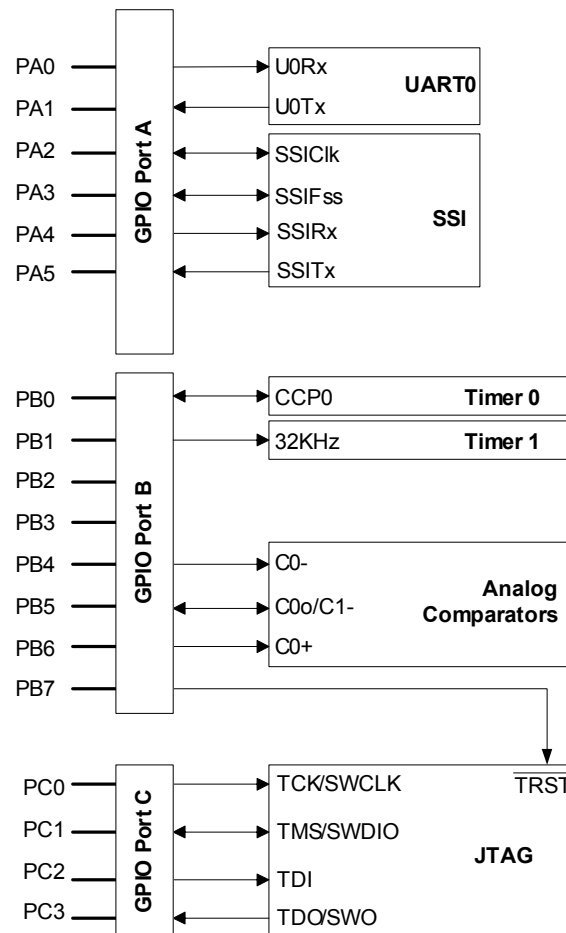 PA0
U0Rx
UART0
PA1
U0Tx
PA2
SSIClk
PA3
SSIFss
SSI
PA4
SSIRx
PA5
SSITx
GPIO Port A
PB0
CCP0
Timer 0
PB1
32KHz
Timer 1
PB2
PB3
GPIO Port B
PB4
C0-
Analog
Comparators
PB5
C0o/C1-
PB6
C0+
PB7
PC0
TCK/SWCLK
TRST
PC1
TMS/SWDIO
JTAG
PC2
TDI
PC3
TDO/SWO
GPIO Port C